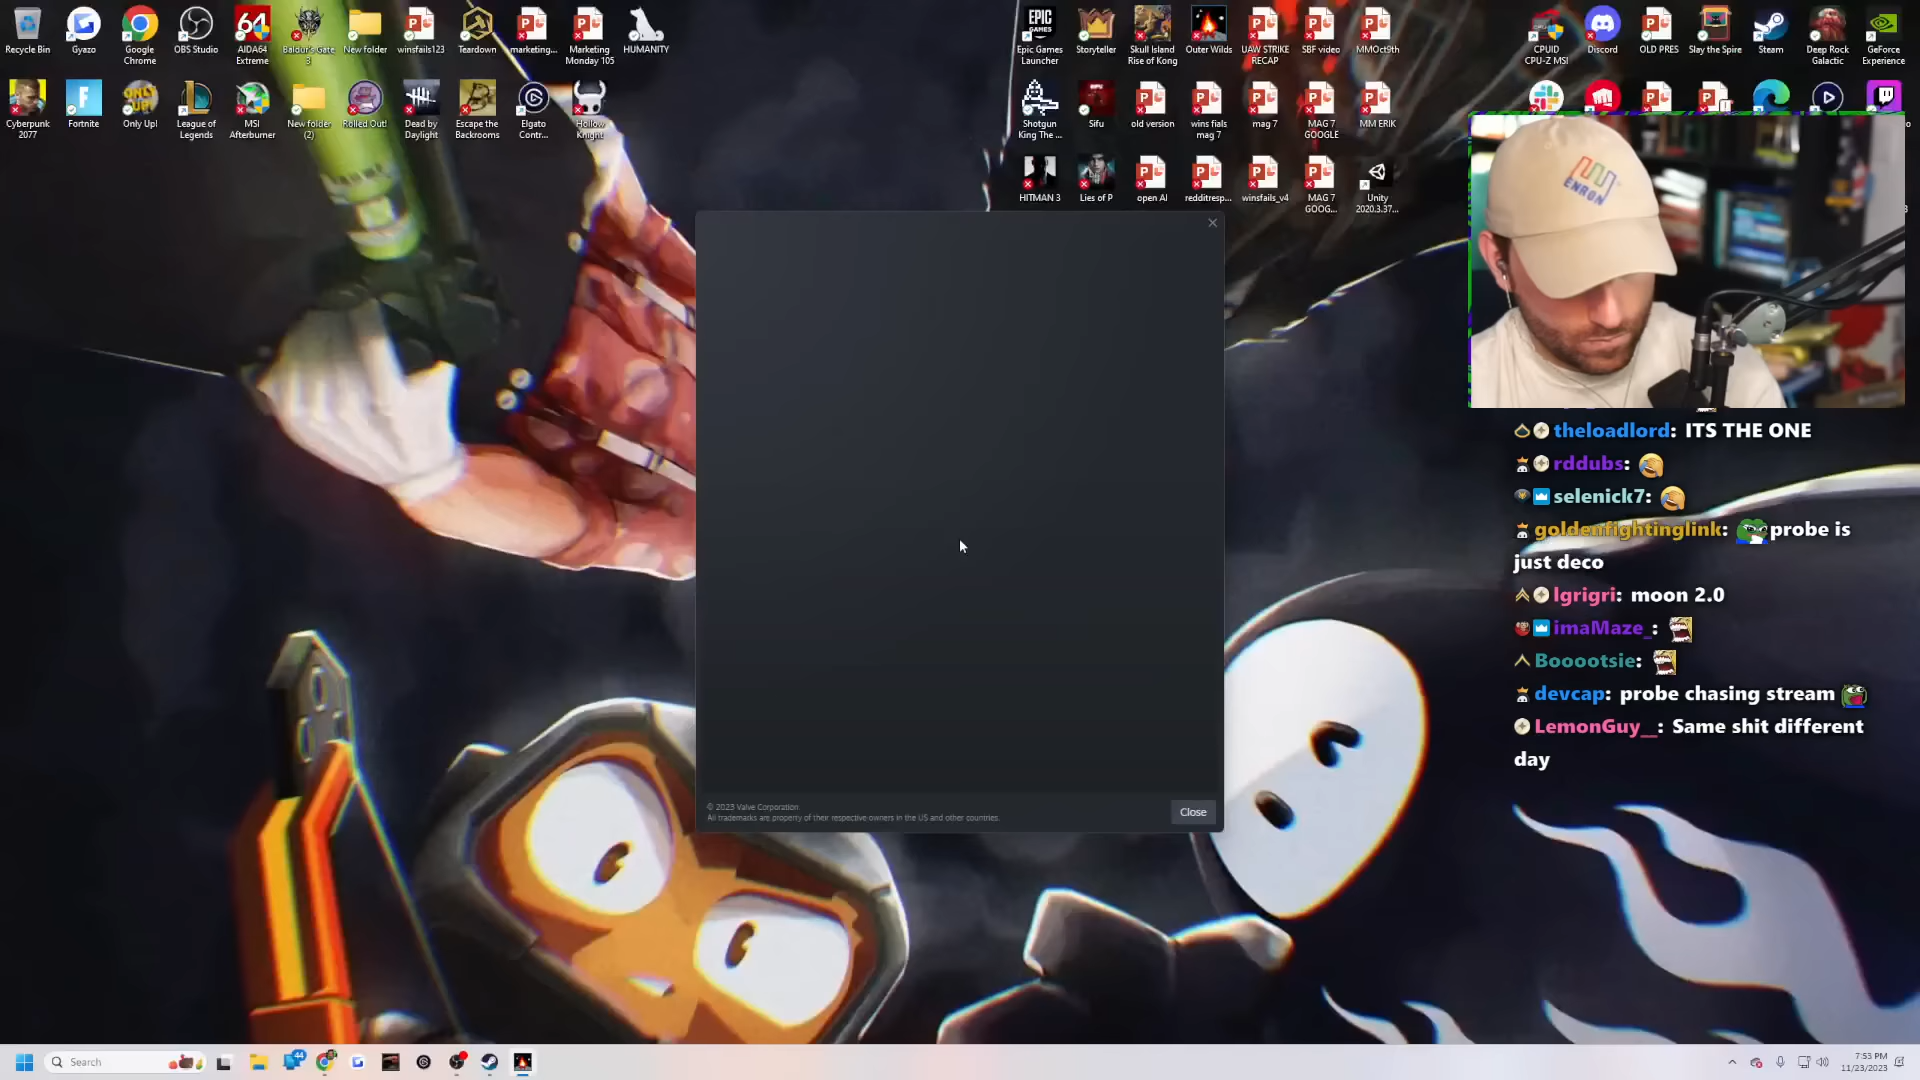 Recycle Bin
Gyazo
Google Chrome
OBS Studio
AIDA64 Extreme
Baldur's Gate 3
New folder
winsfails123
Teardown
marketing...
Marketing Monday 105
HUMANITY
Epic Games Launcher
Storyteller
Skull Island Rise of Kong
Outer Wilds
UAW STRIKE RECAP
SBF video
MMOct9th
CPUID CPU-Z MSI
Discord
OLD PRES
Slay the Spire
Steam
Deep Rock Galactic
GeForce Experience
Cyberpunk 2077
Fortnite
Only Up!
League of Legends
MSI Afterburner
New folder (2)
Rolled Out!
Dead by Daylight
Escape the Backrooms
Elgato Contr...
Hollow Knight
Shotgun King The ...
Sifu
old version
wins fials mag 7
mag 7
MAG 7 GOOGLE
MM ERIK
HITMAN 3
Lies of P
open AI
redditresp...
winsfails_v4
MAG 7 GOOG...
Unity 2020.3.37...
ENRON
theloadlord: ITS THE ONE
rddubs:
selenick7:
goldenfightinglink: probe is
just deco
lgrigri: moon 2.0
imaMaze_:
Booootsie:
devcap: probe chasing stream
LemonGuy__: Same shit different
day
© 2023 Valve Corporation.
All trademarks are property of their respective owners in the US and other countries.
Close
Search
44
7:53 PM
11/23/2023